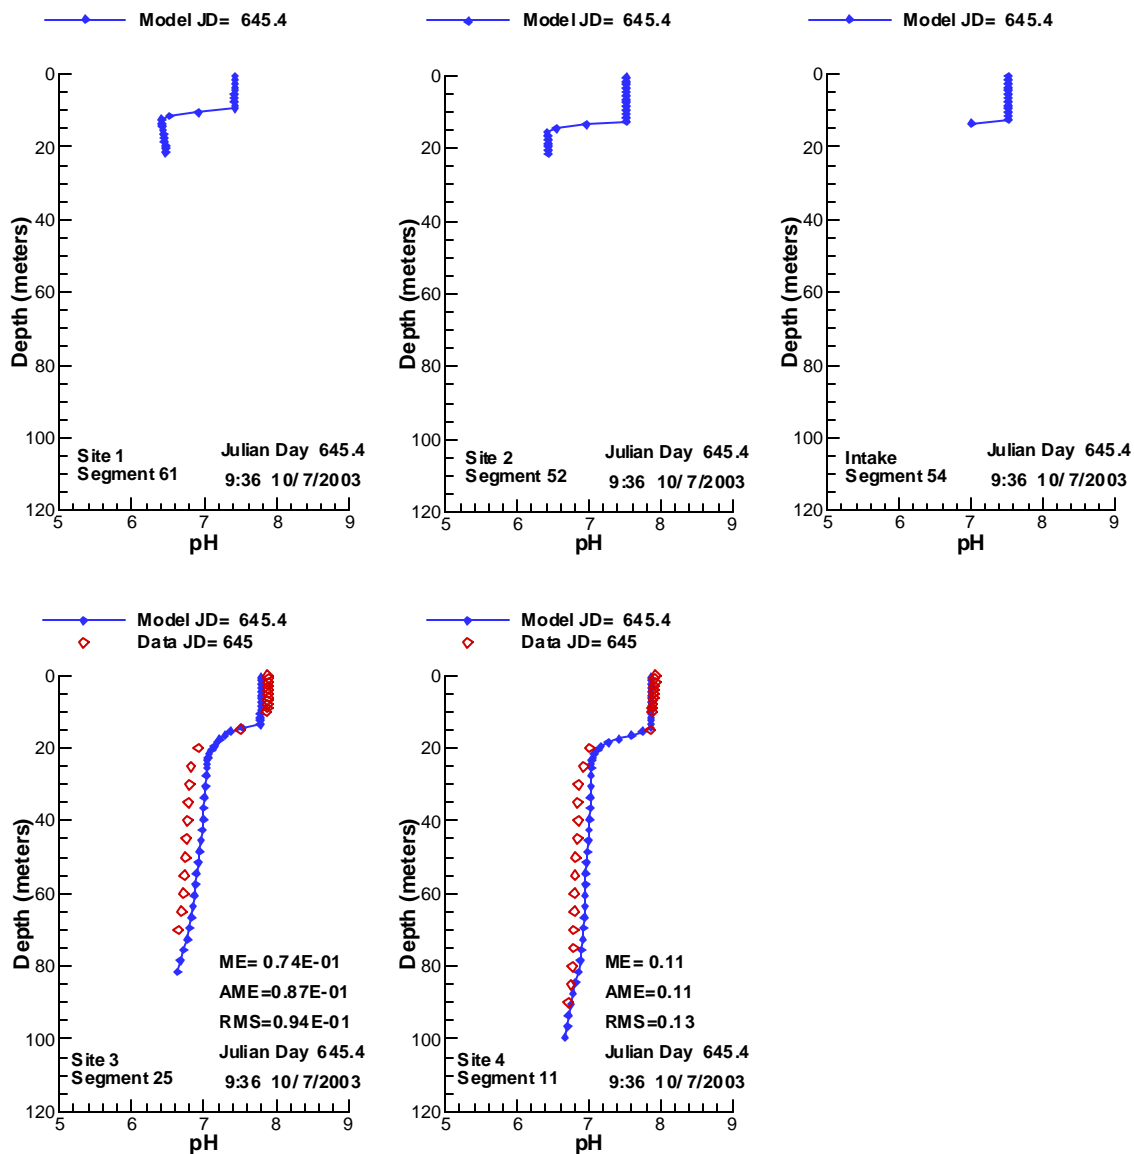 Model JD= 645.4
0
20
40
60
80
100
120
5 6 7 8 9
Depth (meters)
pH
Site 1
Segment 61
Julian Day 645.4
9:36 10/7/2003
Model JD= 645.4
0
20
40
60
80
100
120
5 6 7 8 9
Depth (meters)
pH
Site 2
Segment 52
Julian Day 645.4
9:36 10/7/2003
Model JD= 645.4
0
20
40
60
80
100
120
5 6 7 8 9
Depth (meters)
pH
Intake
Segment 54
Julian Day 645.4
9:36 10/7/2003
Model JD= 645.4
Data JD= 645
0
20
40
60
80
100
120
5 6 7 8 9
Depth (meters)
pH
ME= 0.74E-01
AME=0.87E-01
RMS=0.94E-01
Site 3
Segment 25
Julian Day 645.4
9:36 10/7/2003
Model JD= 645.4
Data JD= 645
0
20
40
60
80
100
120
5 6 7 8 9
Depth (meters)
pH
ME= 0.11
AME=0.11
RMS=0.13
Site 4
Segment 11
Julian Day 645.4
9:36 10/7/2003